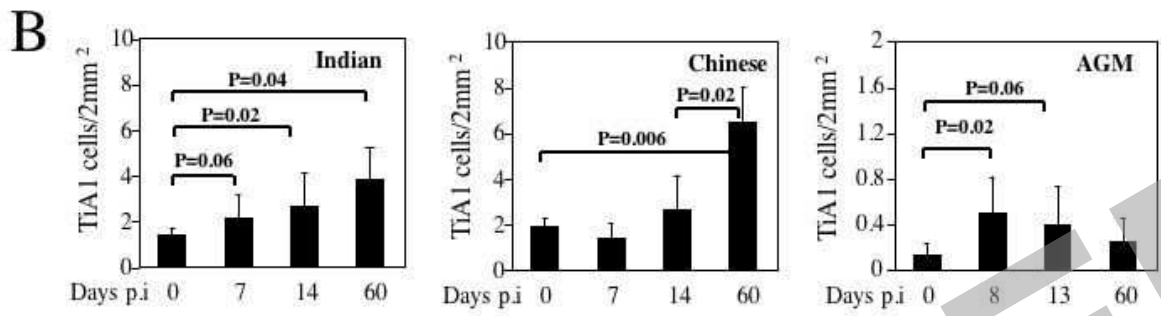 B
TiA1 cells/2mm²
10
8
6
4
2
0
Indian
P=0.04
P=0.02
P=0.06
Days p.i 0 7 14 60
TiA1 cells/2mm²
10
8
6
4
2
0
Chinese
P=0.02
P=0.006
Days p.i 0 7 14 60
TiA1 cells/2mm²
2
1.6
1.2
0.8
0.4
0
AGM
P=0.06
P=0.02
Days p.i 0 8 13 60